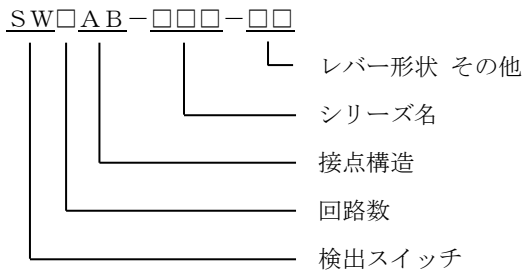 ＳＷ□ＡＢ－□□□－□□
レバー形状 その他
シリーズ名
接点構造
回路数
検出スイッチ